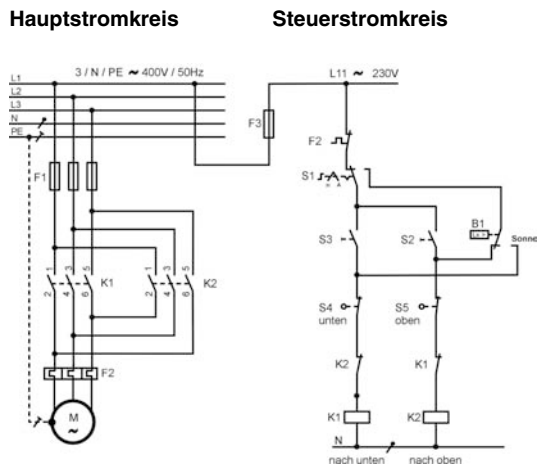 Hauptstromkreis
Steuerstromkreis
3 / N / PE ~ 400V / 50Hz
L1
L2
L3
N
PE
L11 ~ 230V
F3
F2
F1
S1
B1
Sonne
S3
S2
1 3 5
2 4 6
K1
1 3 5
2 4 6
K2
S4
unten
S5
oben
K2
K1
F2
M
~
K1
K2
N
nach unten
nach oben